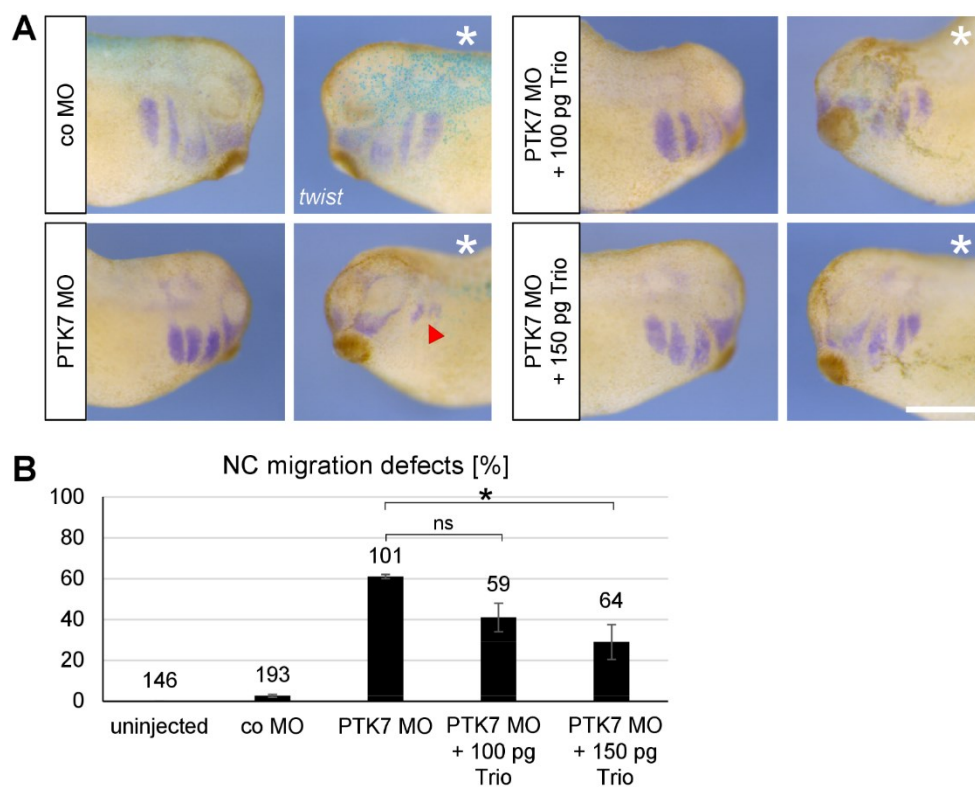 A
co MO
*
twist
PTK7 MO
+ 100 pg Trio
*
PTK7 MO
*
PTK7 MO
+ 150 pg Trio
*
B
NC migration defects [%]
100
80
60
40
20
0
*
ns
146
193
101
59
64
uninjected
co MO
PTK7 MO
PTK7 MO
+ 100 pg
Trio
PTK7 MO
+ 150 pg
Trio